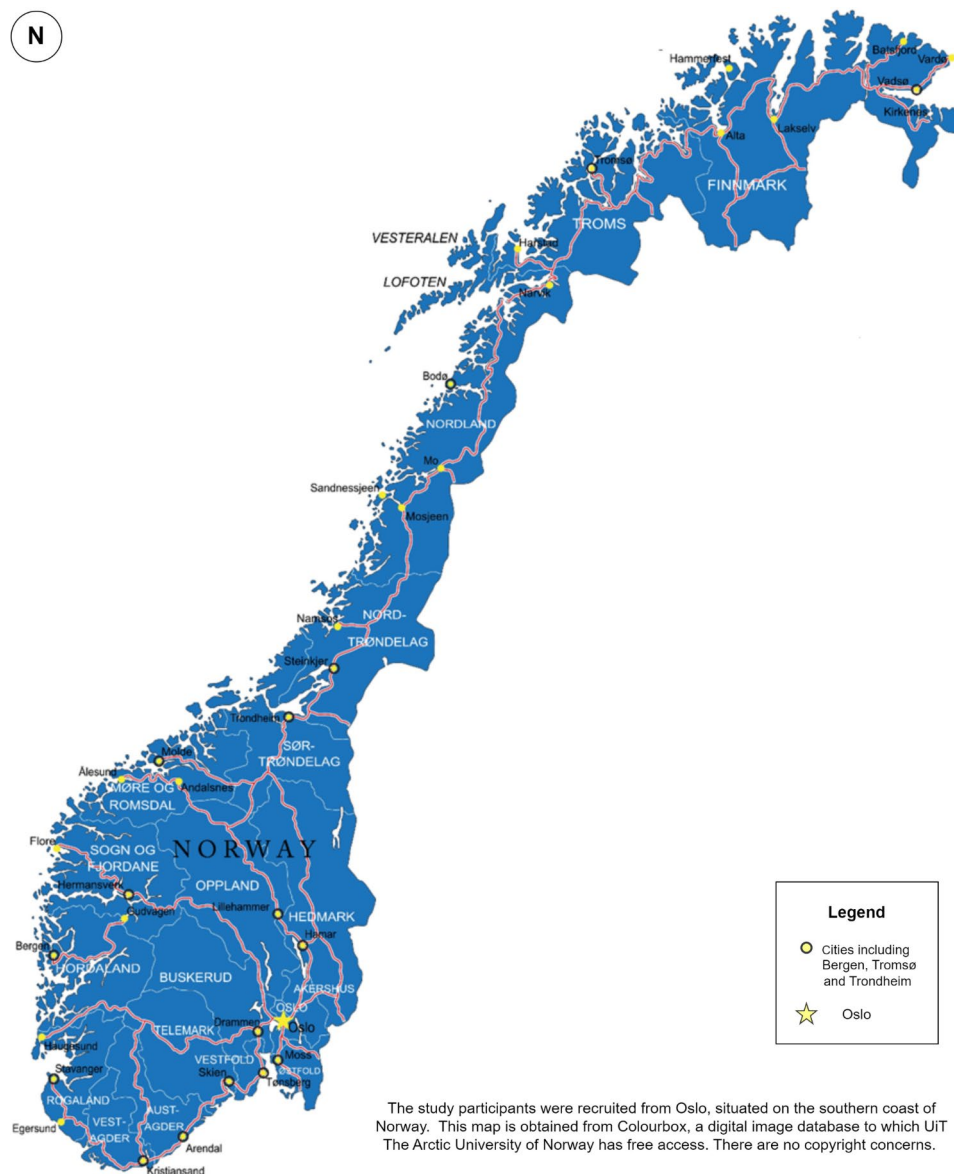 N
Hammerfest
Batsfjord
Vardø
Vadsø
Kirkenes
Lakselv
Alta
Tromsø
FINNMARK
TROMS
VESTERALEN
Harstad
LOFOTEN
Narvik
Bodø
NORDLAND
Mo
Sandnessjeen
Mosjeen
Namsos
NORD-
TRØNDELAG
Steinkjer
Trondheim
SØR-
TRØNDELAG
Molde
Ålesund
Andalsnes
MØRE OG
ROMSDAL
Flore
SOGN OG
FJORDANE
NORWAY
Hermansverk
OPPLAND
Lillehammer
Gudvagen
HEDMARK
Hamar
Bergen
HORDALAND
BUSKERUD
AKERSHUS
OSLO
Oslo
Drammen
TELEMARK
Haugesund
VESTFOLD
Moss
ØSTFOLD
Skien
Tønsberg
Stavanger
ROGALAND
Egersund
VEST-
AGDER
AUST-
AGDER
Arendal
Kristiansand
Legend
Cities including
Bergen, Tromsø
and Trondheim
Oslo
The study participants were recruited from Oslo, situated on the southern coast of
Norway. This map is obtained from Colourbox, a digital image database to which UiT
The Arctic University of Norway has free access. There are no copyright concerns.